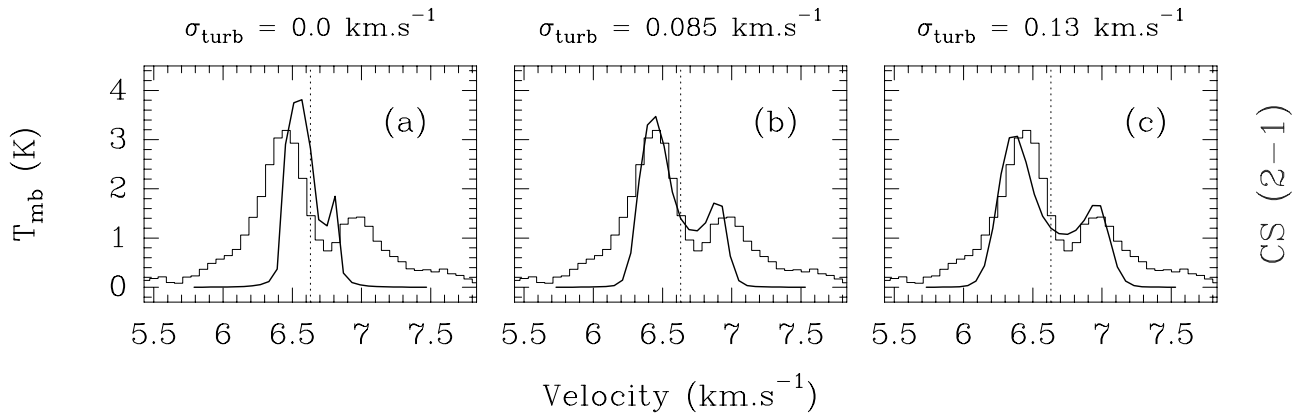 σturb = 0.0 km.s−1 σturb = 0.085 km.s−1 σturb = 0.13 km.s−1
(a) (b) (c)
4
3
2
1
0
Tmb (K)
CS (2−1)
5.5 6 6.5 7 7.5 5.5 6 6.5 7 7.5 5.5 6 6.5 7 7.5
Velocity (km.s−1)